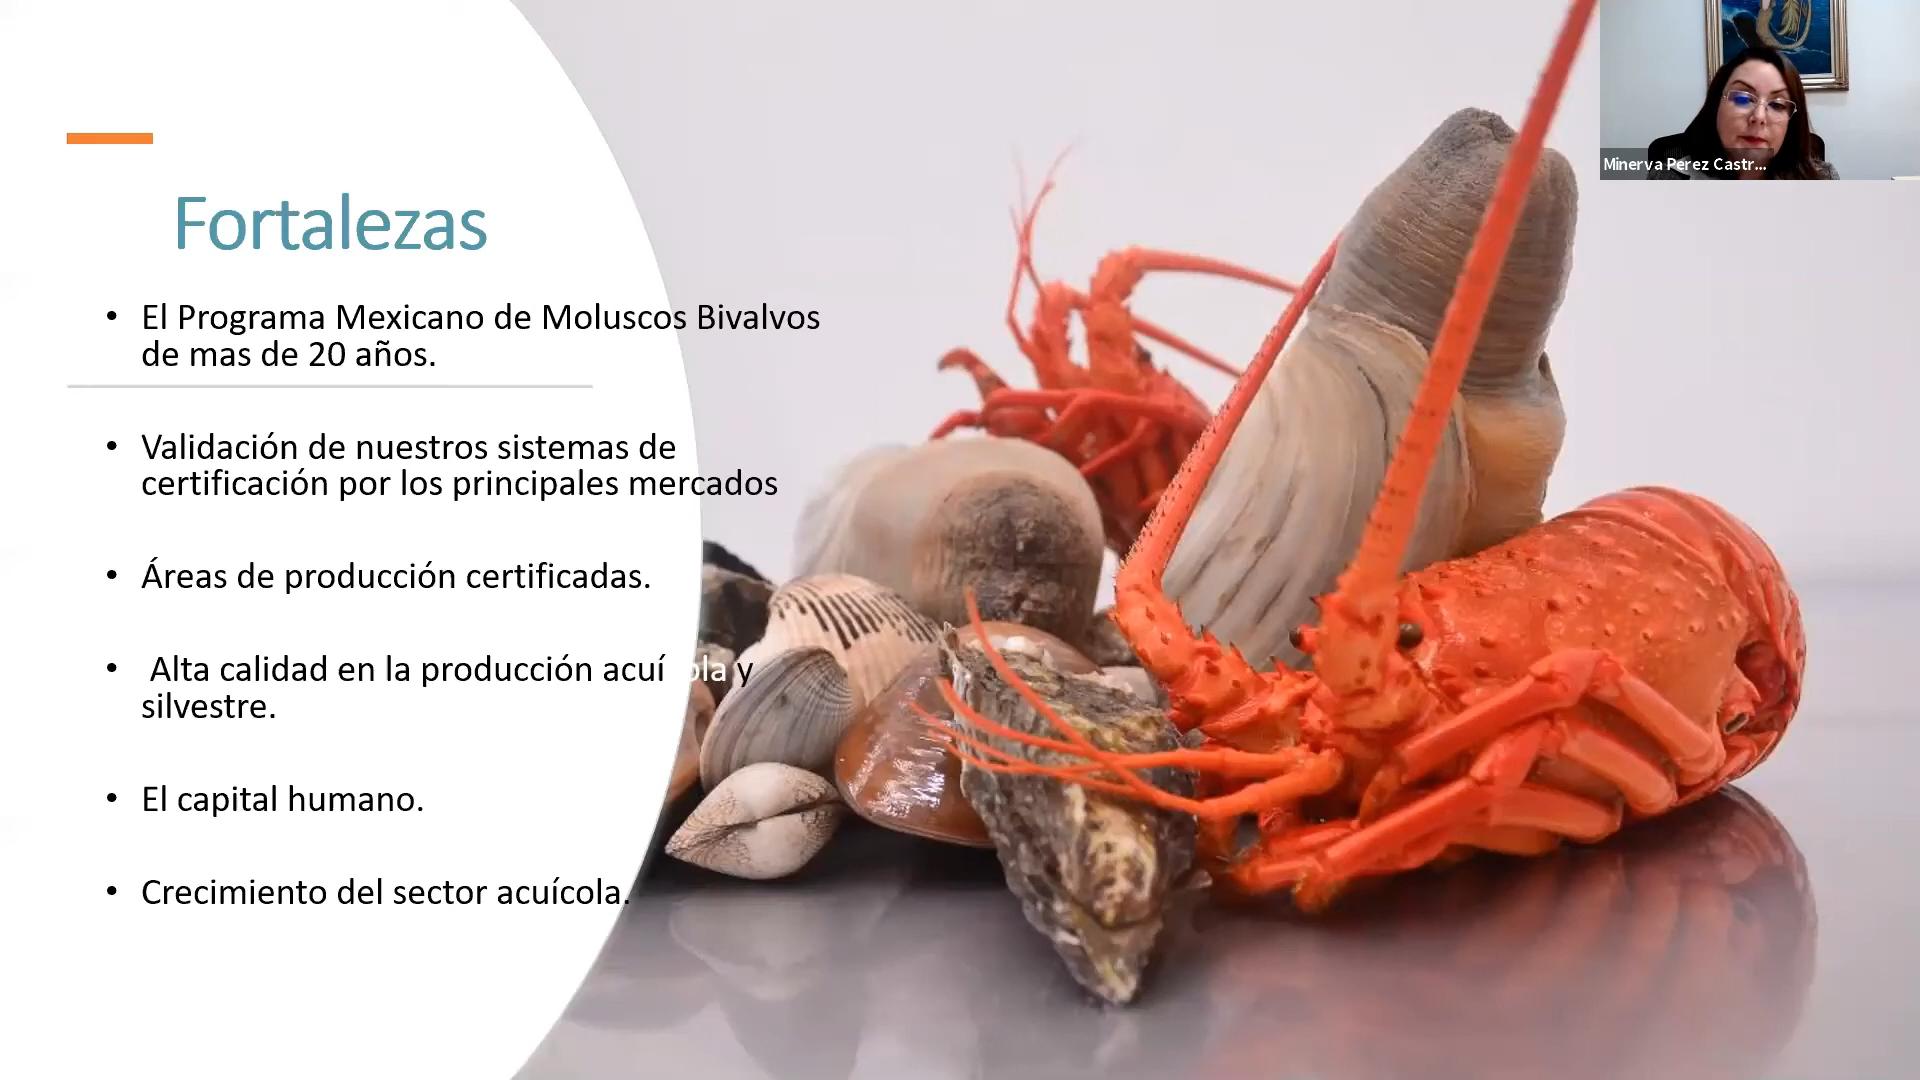 Minerva Perez Castr...
Fortalezas
• El Programa Mexicano de Moluscos Bivalvos
de mas de 20 años.
• Validación de nuestros sistemas de
certificación por los principales mercados
• Áreas de producción certificadas.
• Alta calidad en la producción acuícola y
silvestre.
• El capital humano.
• Crecimiento del sector acuícola.